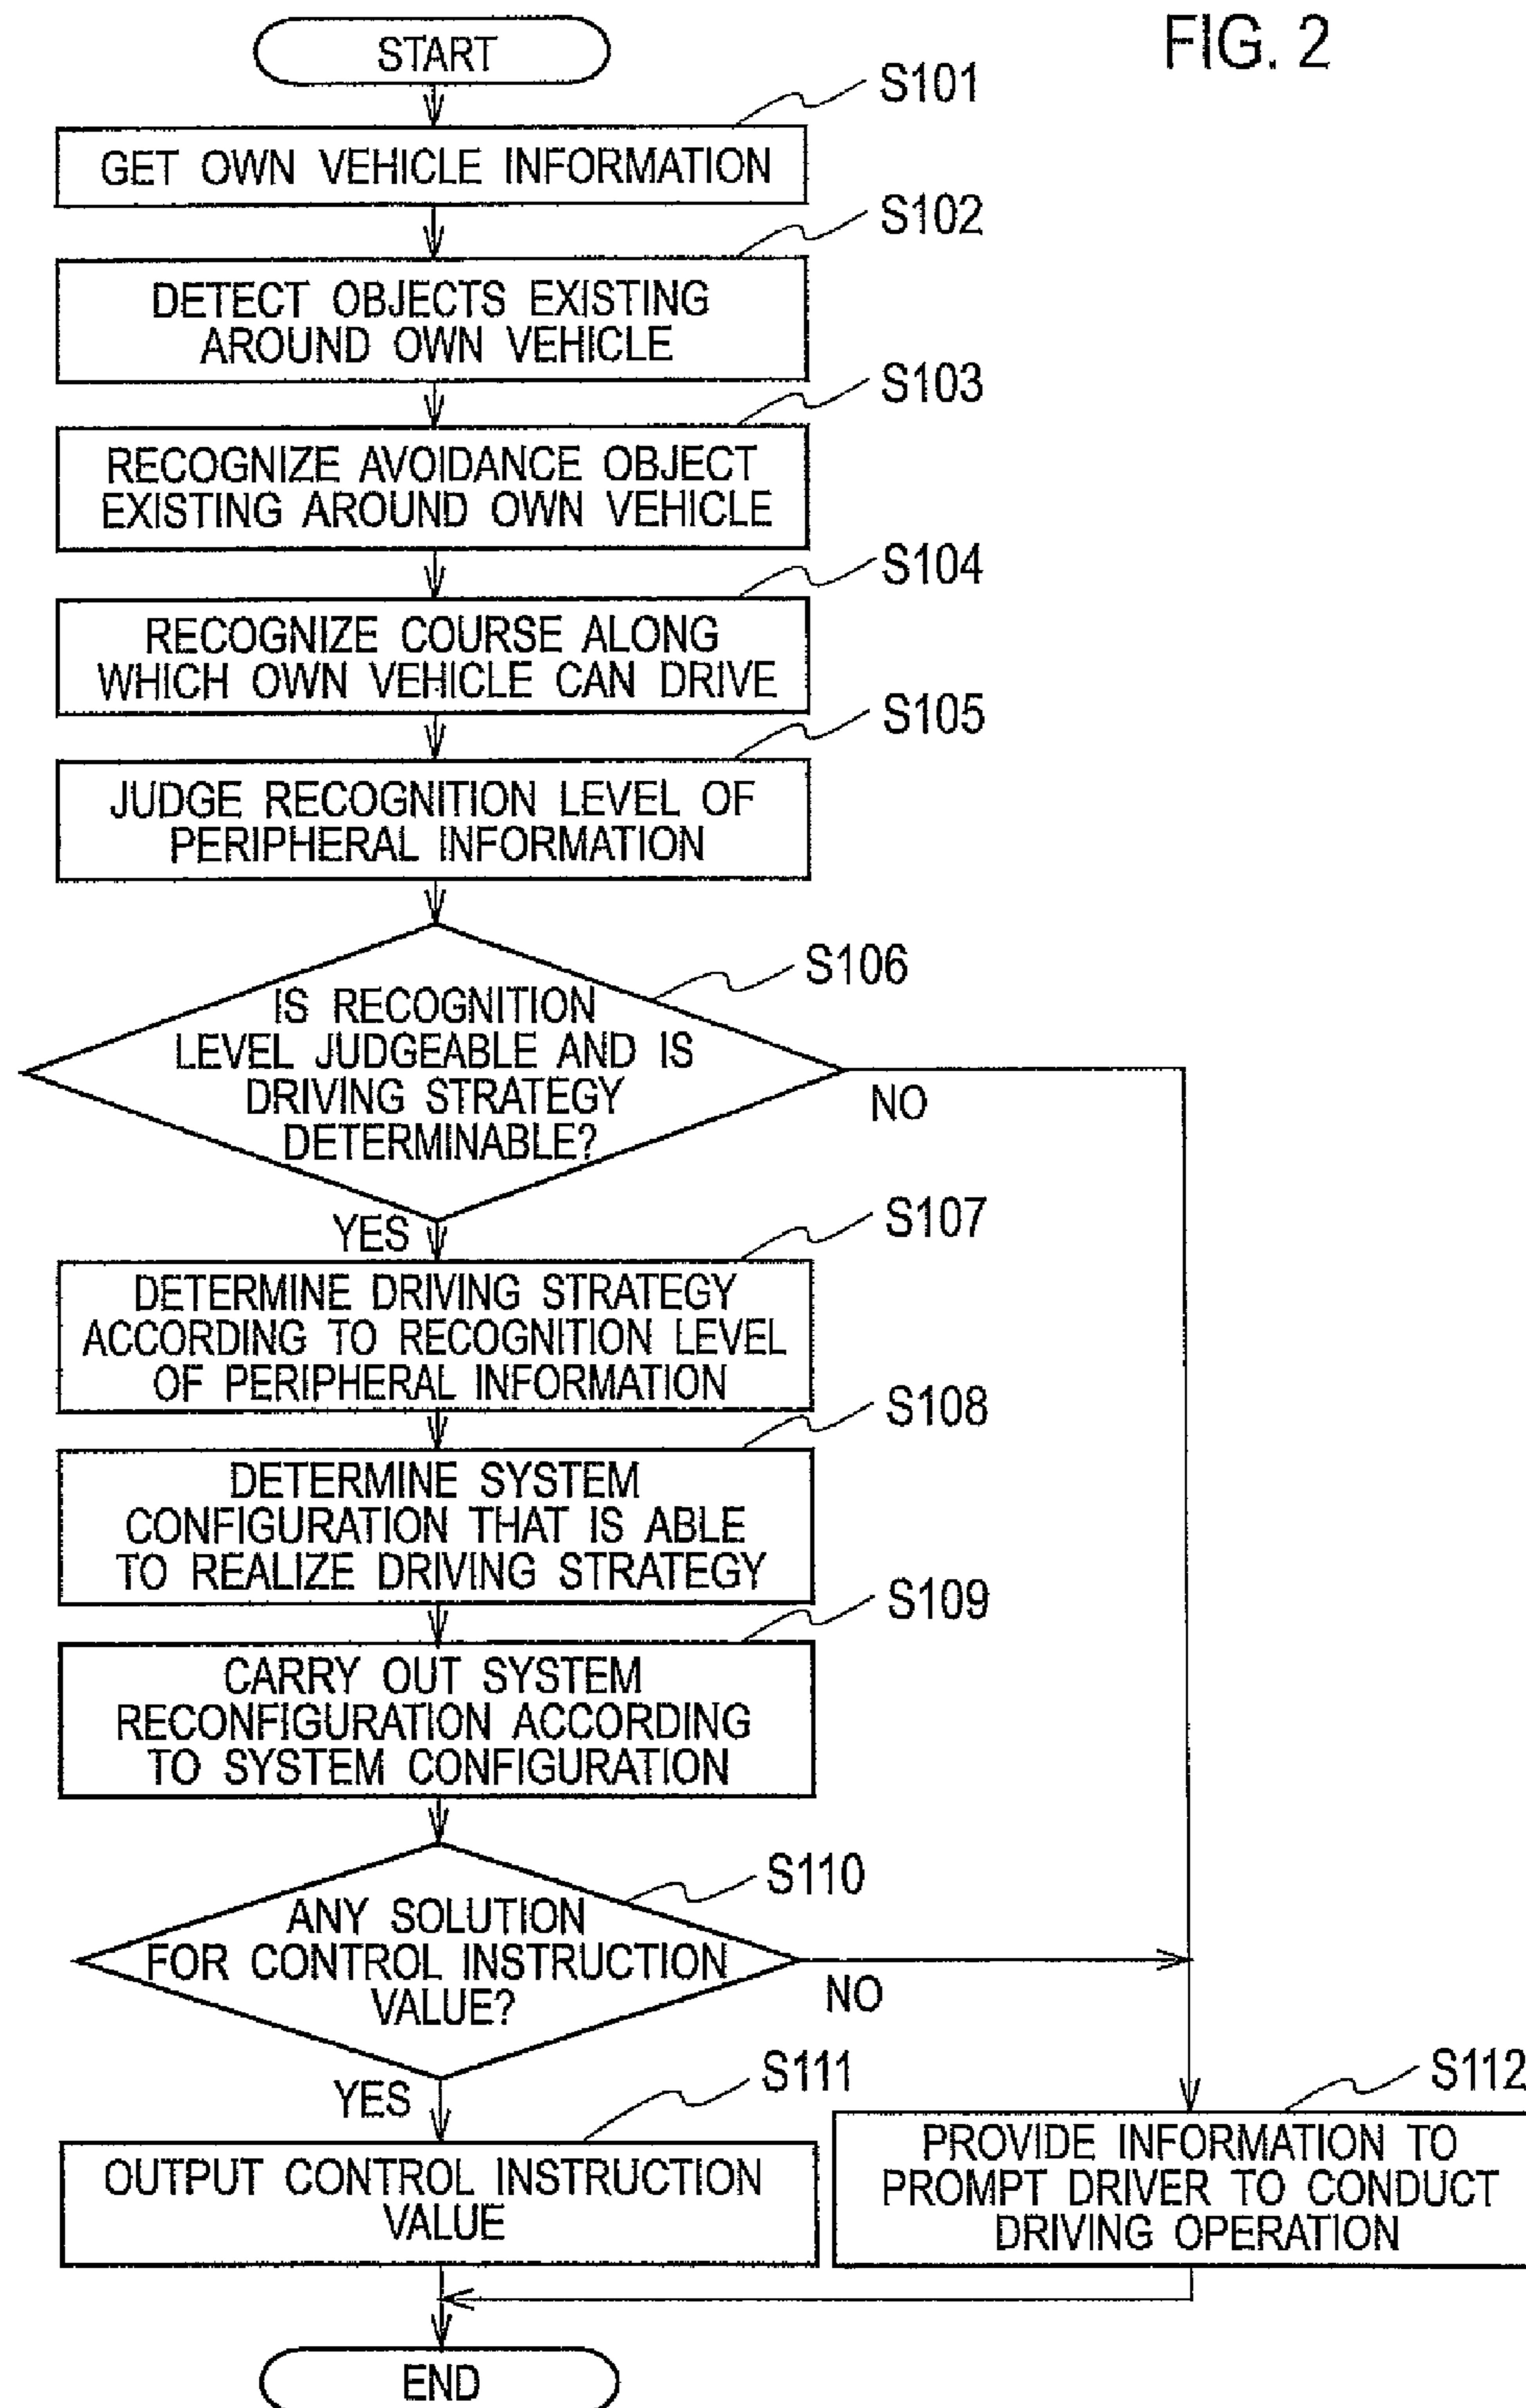 FIG. 2
START
S101
GET OWN VEHICLE INFORMATION
S102
DETECT OBJECTS EXISTING
AROUND OWN VEHICLE
S103
RECOGNIZE AVOIDANCE OBJECT
EXISTING AROUND OWN VEHICLE
S104
RECOGNIZE COURSE ALONG
WHICH OWN VEHICLE CAN DRIVE
S105
JUDGE RECOGNITION LEVEL OF
PERIPHERAL INFORMATION
S106
IS RECOGNITION
LEVEL JUDGEABLE AND IS
DRIVING STRATEGY
DETERMINABLE?
NO
YES
S107
DETERMINE DRIVING STRATEGY
ACCORDING TO RECOGNITION LEVEL
OF PERIPHERAL INFORMATION
S108
DETERMINE SYSTEM
CONFIGURATION THAT IS ABLE
TO REALIZE DRIVING STRATEGY
S109
CARRY OUT SYSTEM
RECONFIGURATION ACCORDING
TO SYSTEM CONFIGURATION
S110
ANY SOLUTION
FOR CONTROL INSTRUCTION
VALUE?
NO
YES
S111
OUTPUT CONTROL INSTRUCTION
VALUE
S112
PROVIDE INFORMATION TO
PROMPT DRIVER TO CONDUCT
DRIVING OPERATION
END